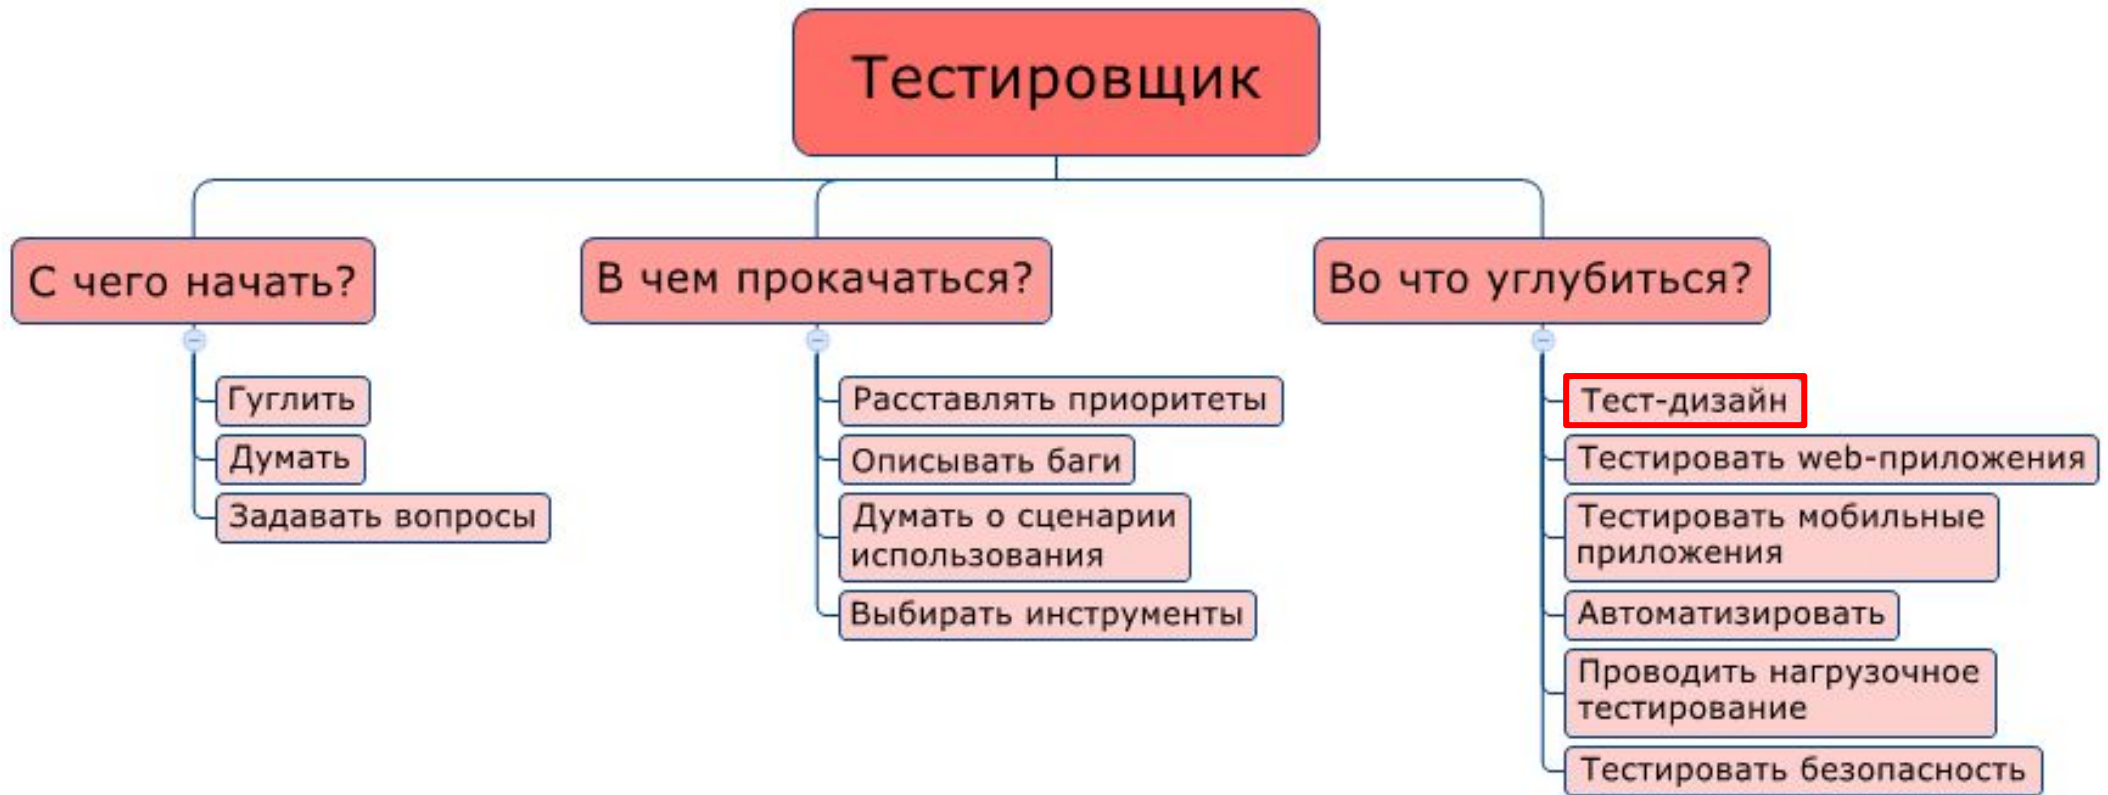 Тестировщик
С чего начать?
Гуглить
Думать
Задавать вопросы
В чем прокачаться?
Расставлять приоритеты
Описывать баги
Думать о сценарии
использования
Выбирать инструменты
Во что углубиться?
Тест-дизайн
Тестировать web-приложения
Тестировать мобильные
приложения
Автоматизировать
Проводить нагрузочное
тестирование
Тестировать безопасность